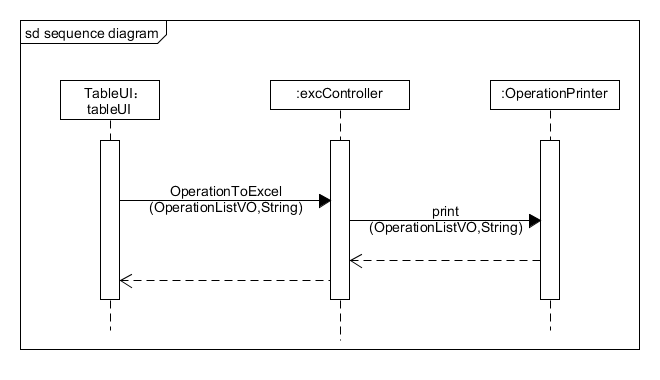 sd sequence diagram
TableUI：
tableUI
:excController
:OperationPrinter
OperationToExcel
(OperationListVO,String)
print
(OperationListVO,String)